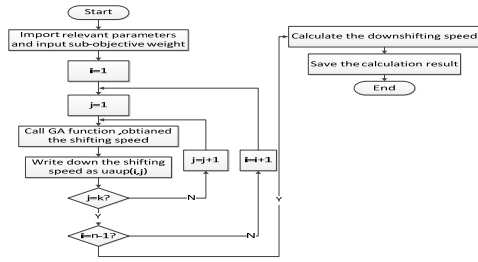 Start
Import relevant parameters
and input sub-objective weight
i=1
j=1
Call GA function ,obtianed
the shifting speed
Write down the shifting
speed as uaup(i,j)
j=k?
N
j=j+1
Y
i=n-1?
N
i=i+1
Y
Calculate the downshifting speed
Save the calculation result
End